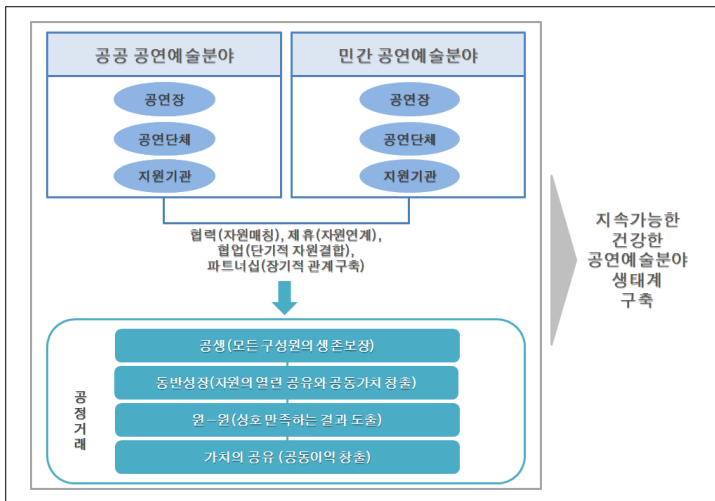 공공 공연예술분야
공연장
공연단체
지원기관
민간 공연예술분야
공연장
공연단체
지원기관
협력(자원매칭), 제휴(자원연계),
협업(단기적 자원결합),
파트너십(장기적 관계구축)
공정거래
공생(모든 구성원의 생존보장)
동반성장(자원의 열린 공유와 공동가치 창출)
윈–윈(상호 만족하는 결과 도출)
가치의 공유 (공동이익 창출)
지속가능한
건강한
공연예술분야
생태계
구축